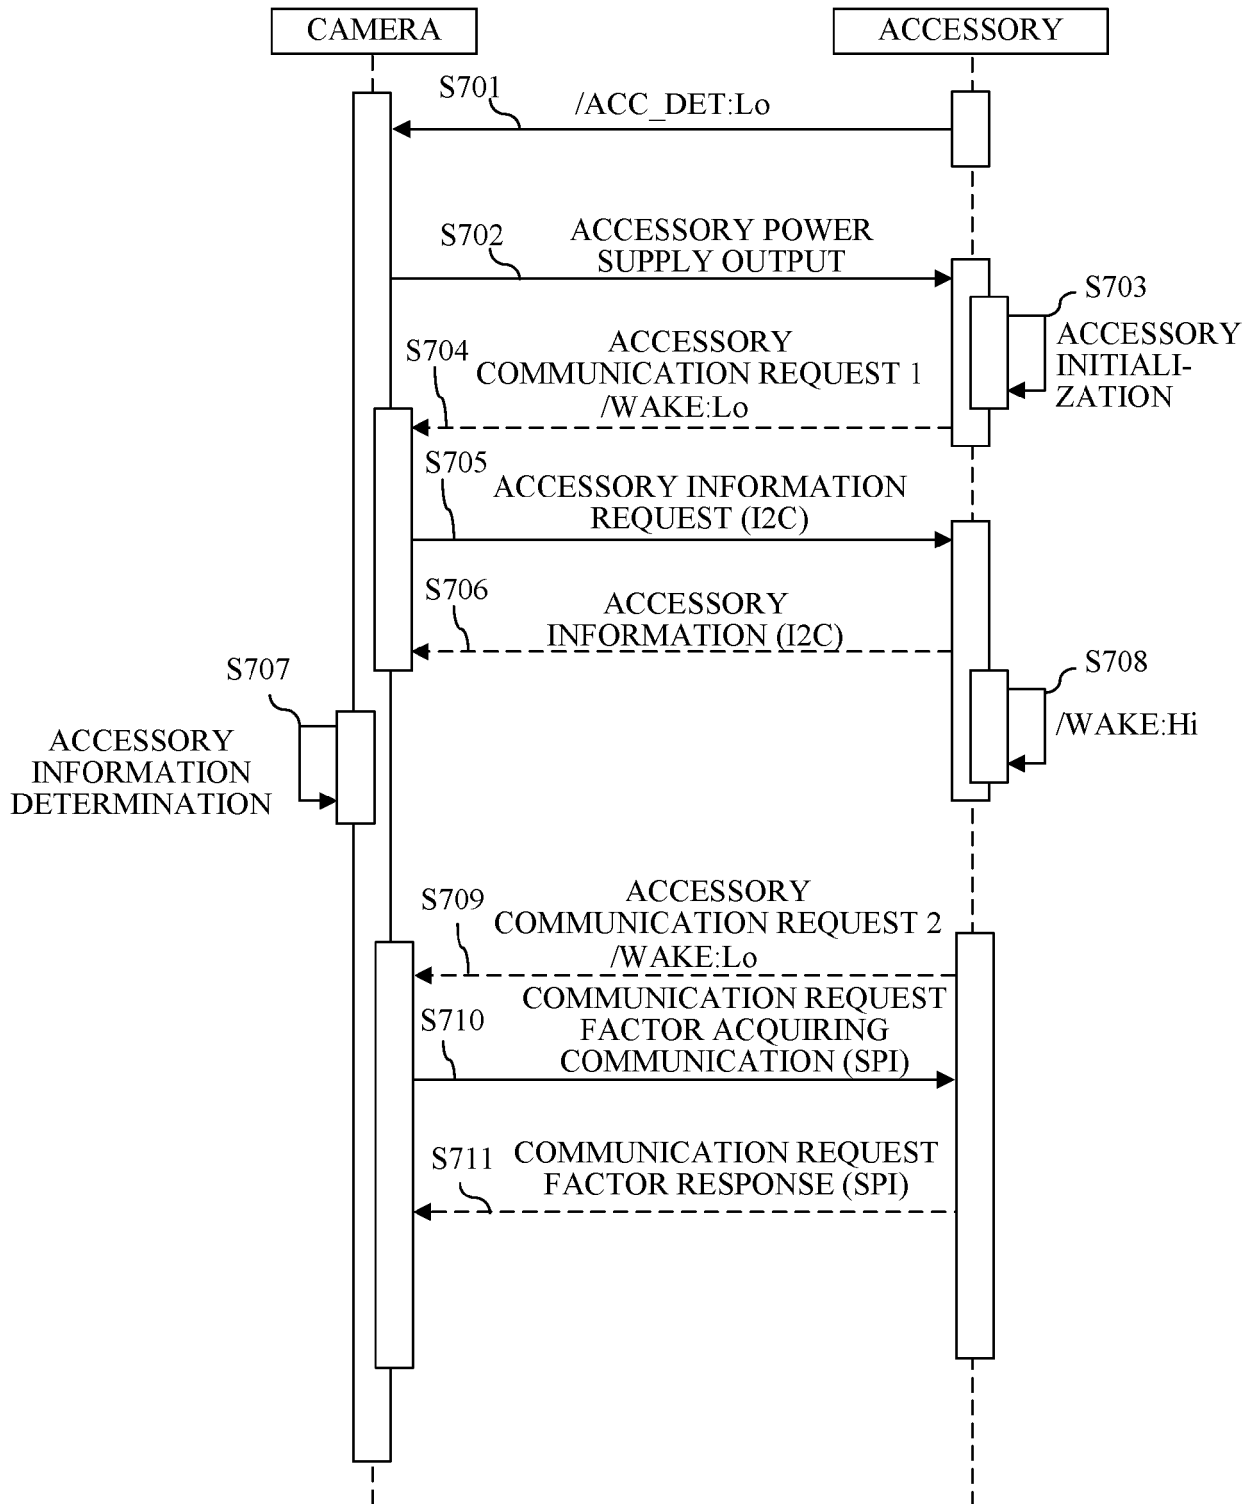 CAMERA
ACCESSORY
S701
/ACC_DET:Lo
S702
ACCESSORY POWER
SUPPLY OUTPUT
S703
ACCESSORY
INITIALI-
ZATION
S704
ACCESSORY
COMMUNICATION REQUEST 1
/WAKE:Lo
S705
ACCESSORY INFORMATION
REQUEST (I2C)
S706
ACCESSORY
INFORMATION (I2C)
S707
ACCESSORY
INFORMATION
DETERMINATION
S708
/WAKE:Hi
S709
ACCESSORY
COMMUNICATION REQUEST 2
/WAKE:Lo
S710
COMMUNICATION REQUEST
FACTOR ACQUIRING
COMMUNICATION (SPI)
S711
COMMUNICATION REQUEST
FACTOR RESPONSE (SPI)